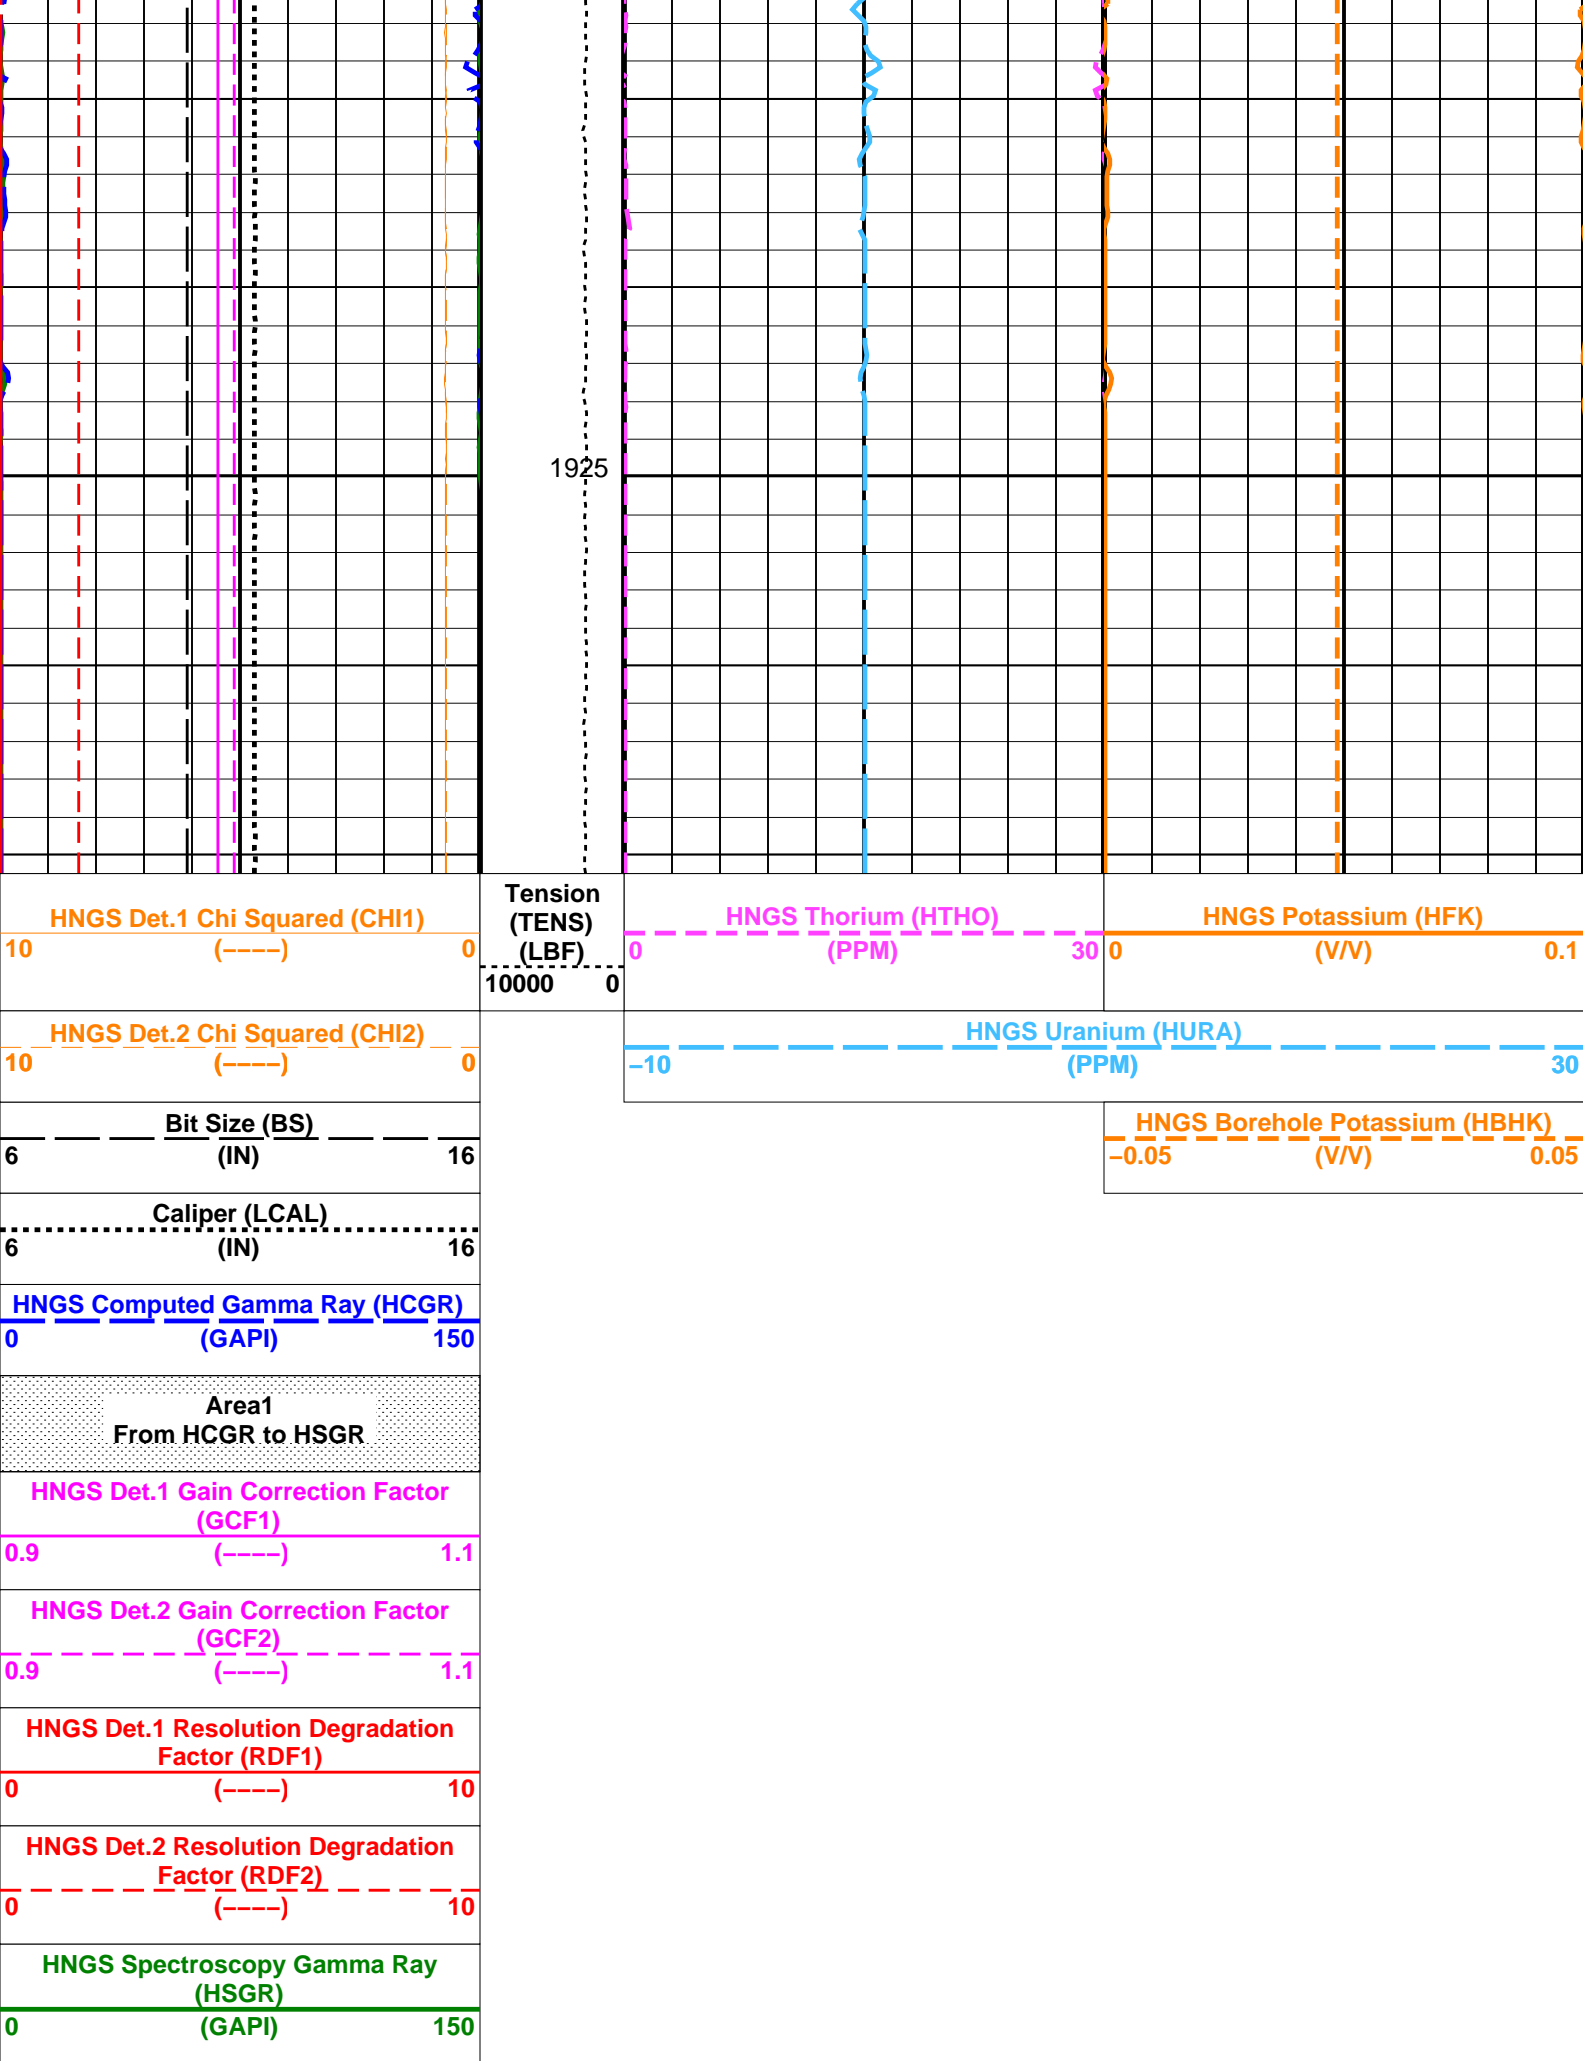 1925
HNGS Det.1 Chi Squared (CHI1)
10 (----) 0
Tension
(TENS)
(LBF)
10000 0
HNGS Thorium (HTHO)
0 (PPM) 30
HNGS Potassium (HFK)
0 (V/V) 0.1
HNGS Det.2 Chi Squared (CHI2)
10 (----) 0
HNGS Uranium (HURA)
−10 (PPM) 30
Bit Size (BS)
6 (IN) 16
HNGS Borehole Potassium (HBHK)
−0.05 (V/V) 0.05
Caliper (LCAL)
6 (IN) 16
HNGS Computed Gamma Ray (HCGR)
0 (GAPI) 150
Area1
From HCGR to HSGR
HNGS Det.1 Gain Correction Factor
(GCF1)
0.9 (----) 1.1
HNGS Det.2 Gain Correction Factor
(GCF2)
0.9 (----) 1.1
HNGS Det.1 Resolution Degradation
Factor (RDF1)
0 (----) 10
HNGS Det.2 Resolution Degradation
Factor (RDF2)
0 (----) 10
HNGS Spectroscopy Gamma Ray
(HSGR)
0 (GAPI) 150